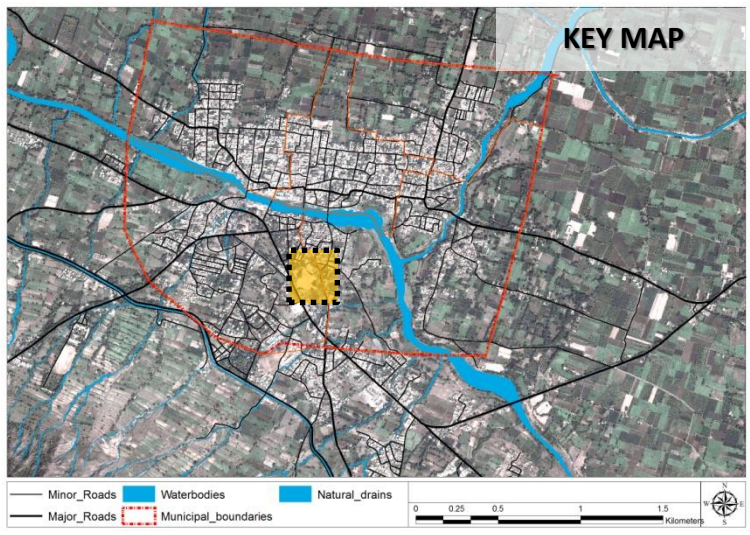 KEY MAP
Minor_Roads Waterbodies Natural_drains
Major_Roads Municipal_boundaries
0 0.25 0.5 1 1.5
Kilometers
N
W E
S